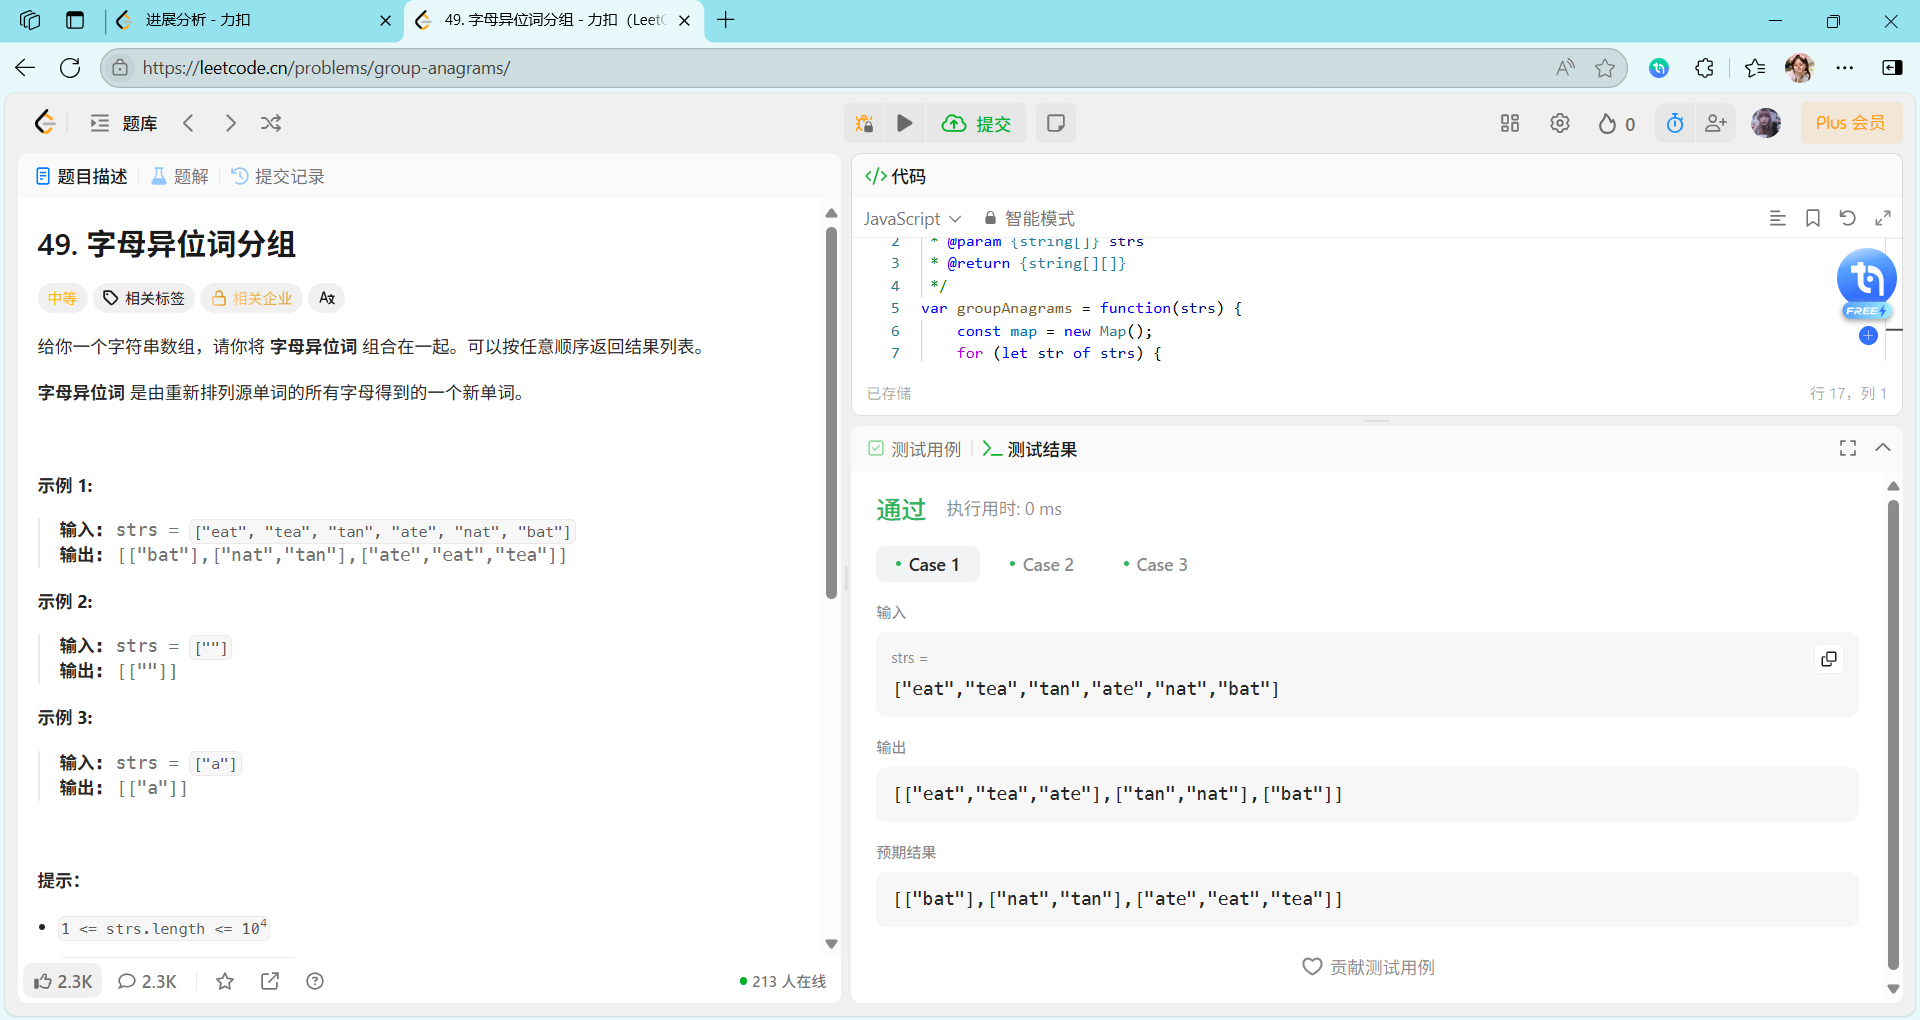 进展分析 - 力扣
49. 字母异位词分组 - 力扣（Leet
https://leetcode.cn/problems/group-anagrams/
题库
提交
0
Plus 会员
题目描述
题解
提交记录
49. 字母异位词分组
中等
相关标签
相关企业
给你一个字符串数组，请你将 字母异位词 组合在一起。可以按任意顺序返回结果列表。
字母异位词 是由重新排列源单词的所有字母得到的一个新单词。
示例 1:
输入: strs = ["eat", "tea", "tan", "ate", "nat", "bat"]
输出: [["bat"],["nat","tan"],["ate","eat","tea"]]
示例 2:
输入: strs = [""]
输出: [[""]]
示例 3:
输入: strs = ["a"]
输出: [["a"]]
提示：
1 <= strs.length <= 10⁴
2.3K
2.3K
213 人在线
</> 代码
JavaScript
智能模式
2 * @param {string[]} strs
3 * @return {string[][]}
4 */
5 var groupAnagrams = function(strs) {
6 const map = new Map();
7 for (let str of strs) {
已存储
行 17, 列 1
FREE
测试用例
测试结果
通过
执行用时: 0 ms
Case 1
Case 2
Case 3
输入
strs =
["eat","tea","tan","ate","nat","bat"]
输出
[["eat","tea","ate"],["tan","nat"],["bat"]]
预期结果
[["bat"],["nat","tan"],["ate","eat","tea"]]
贡献测试用例